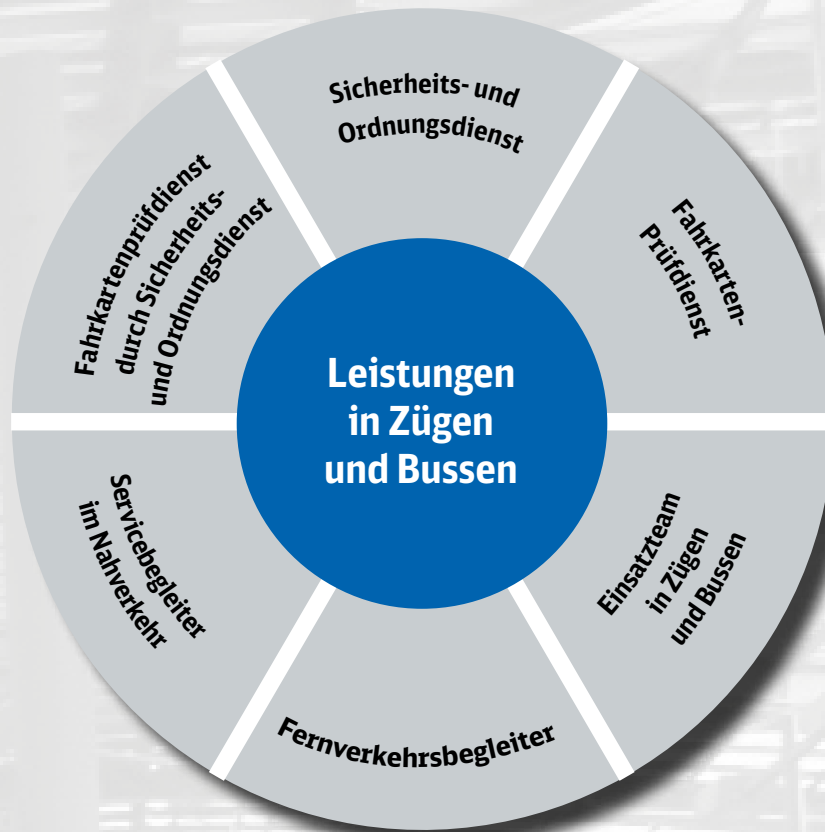 Sicherheits- und
Ordnungsdienst
Fahrkarten-
Prüfdienst
Einsatzteam
in Zügen
und Bussen
Fernverkehrsbegleiter
Servicebegleiter
im Nahverkehr
Fahrkartenprüfdienst
durch Sicherheits-
und Ordnungsdienst
Leistungen
in Zügen
und Bussen